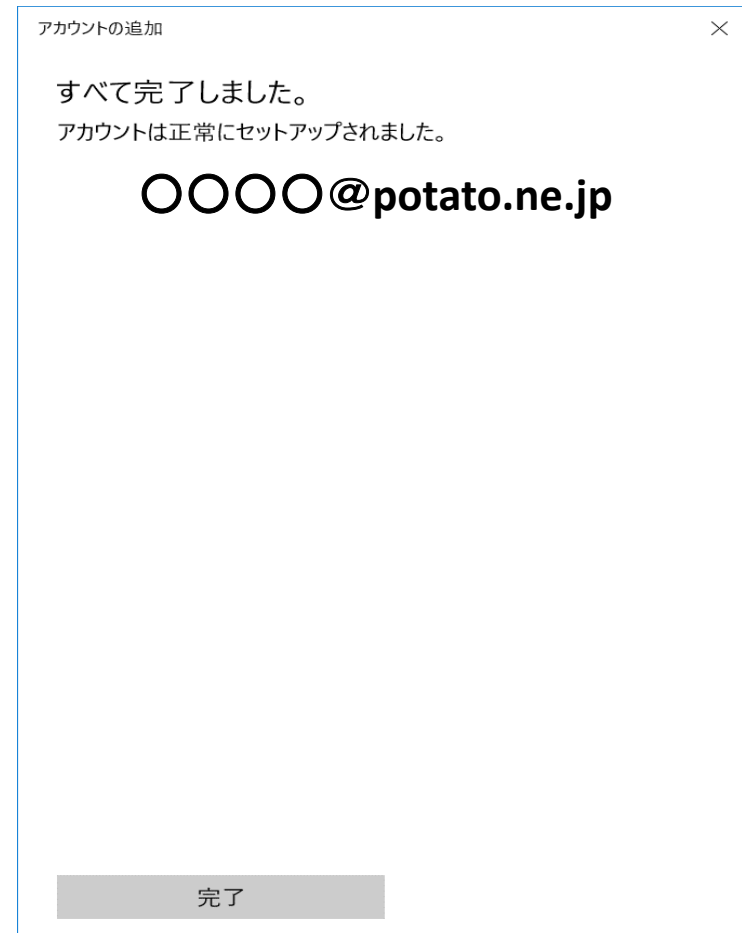 アカウントの追加
すべて完了しました。
アカウントは正常にセットアップされました。
〇〇〇〇@potato.ne.jp
完了